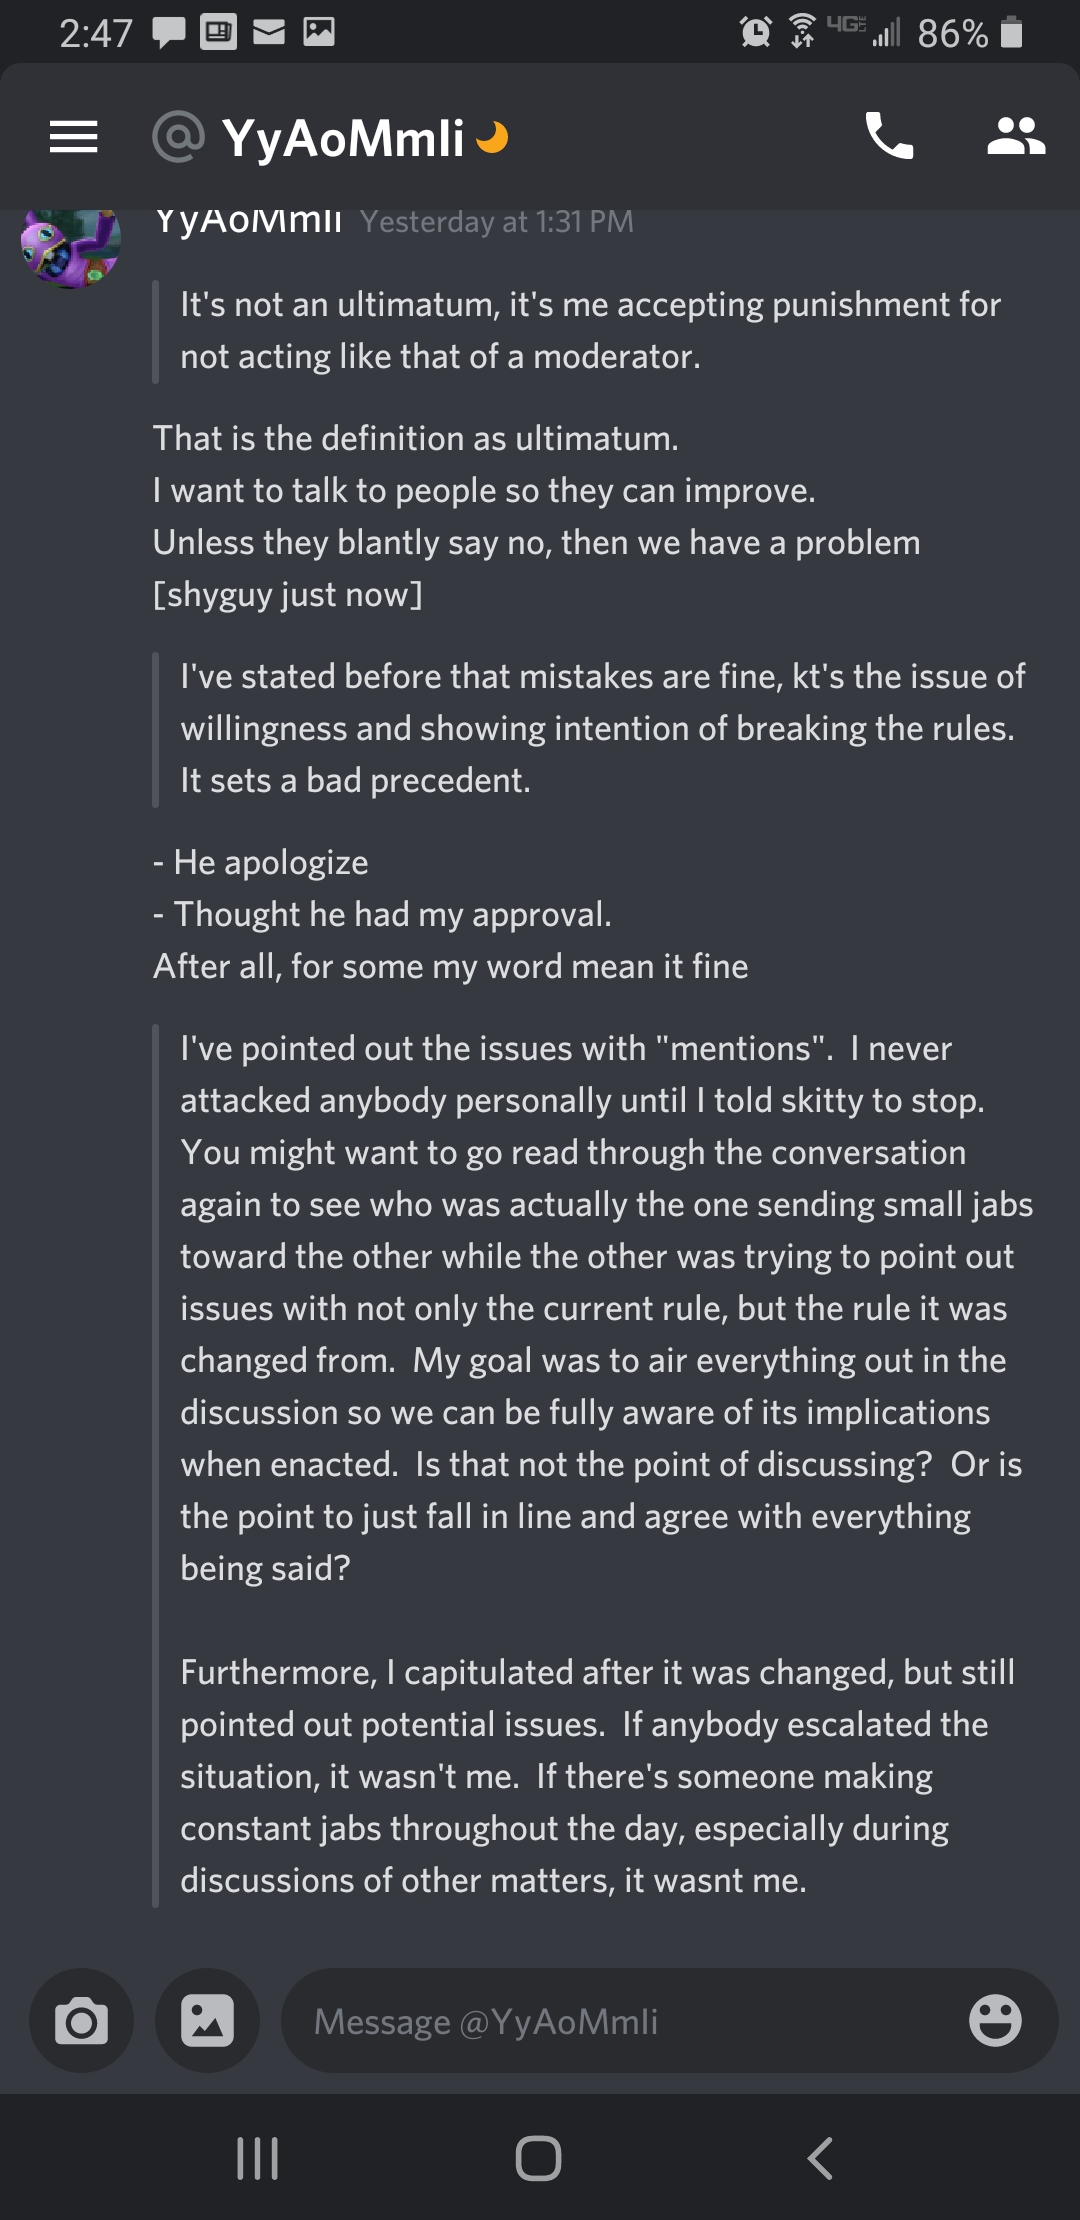 2:47 4G LTE 86%
@ YyAoMmli
YyAoMmli Yesterday at 1:31 PM
It's not an ultimatum, it's me accepting punishment for
not acting like that of a moderator.
That is the definition as ultimatum.
I want to talk to people so they can improve.
Unless they blantly say no, then we have a problem
[shyguy just now]
I've stated before that mistakes are fine, kt's the issue of
willingness and showing intention of breaking the rules.
It sets a bad precedent.
- He apologize
- Thought he had my approval.
After all, for some my word mean it fine
I've pointed out the issues with "mentions".  I never
attacked anybody personally until I told skitty to stop.
You might want to go read through the conversation
again to see who was actually the one sending small jabs
toward the other while the other was trying to point out
issues with not only the current rule, but the rule it was
changed from.  My goal was to air everything out in the
discussion so we can be fully aware of its implications
when enacted.  Is that not the point of discussing?  Or is
the point to just fall in line and agree with everything
being said?
Furthermore, I capitulated after it was changed, but still
pointed out potential issues.  If anybody escalated the
situation, it wasn't me.  If there's someone making
constant jabs throughout the day, especially during
discussions of other matters, it wasnt me.
Message @YyAoMmli